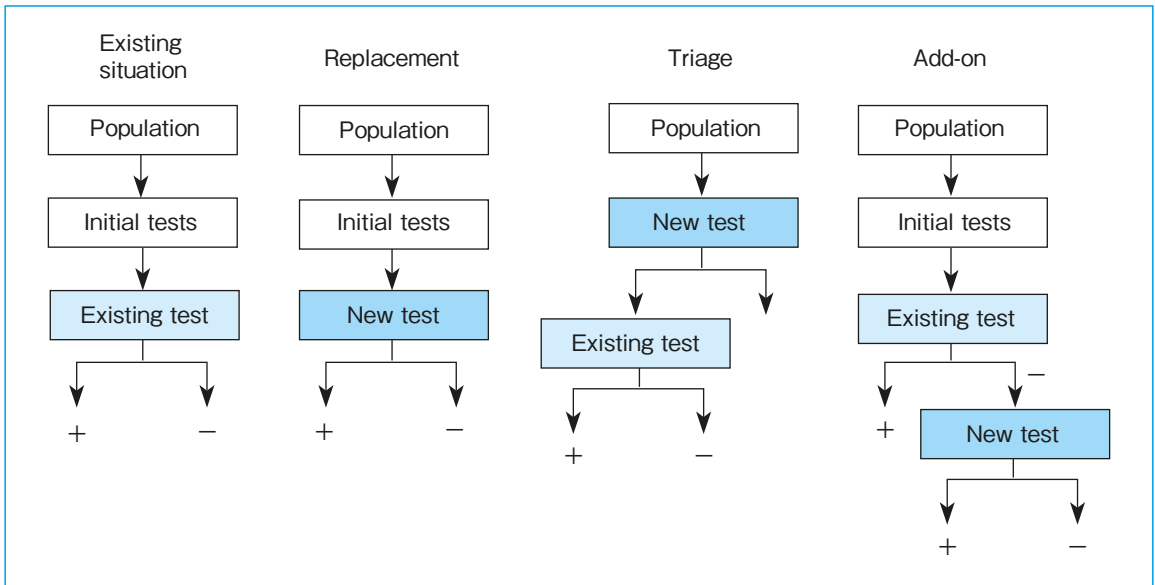 Existing
situation
Population
Initial tests
Existing test
+ −
Replacement
Population
Initial tests
New test
+ −
Triage
Population
New test
Existing test
+ −
Add-on
Population
Initial tests
Existing test
−
+
New test
+ −